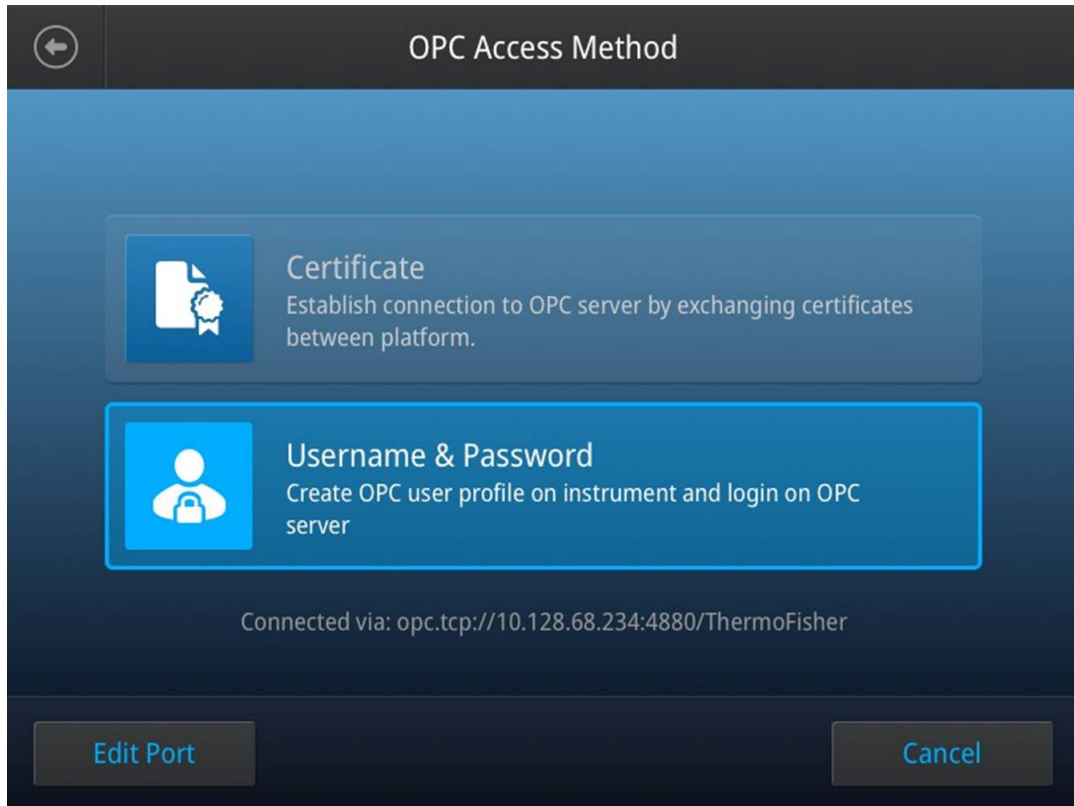 OPC Access Method
Certificate
Establish connection to OPC server by exchanging certificates
between platform.
Username & Password
Create OPC user profile on instrument and login on OPC
server
Connected via: opc.tcp://10.128.68.234:4880/ThermoFisher
Edit Port
Cancel